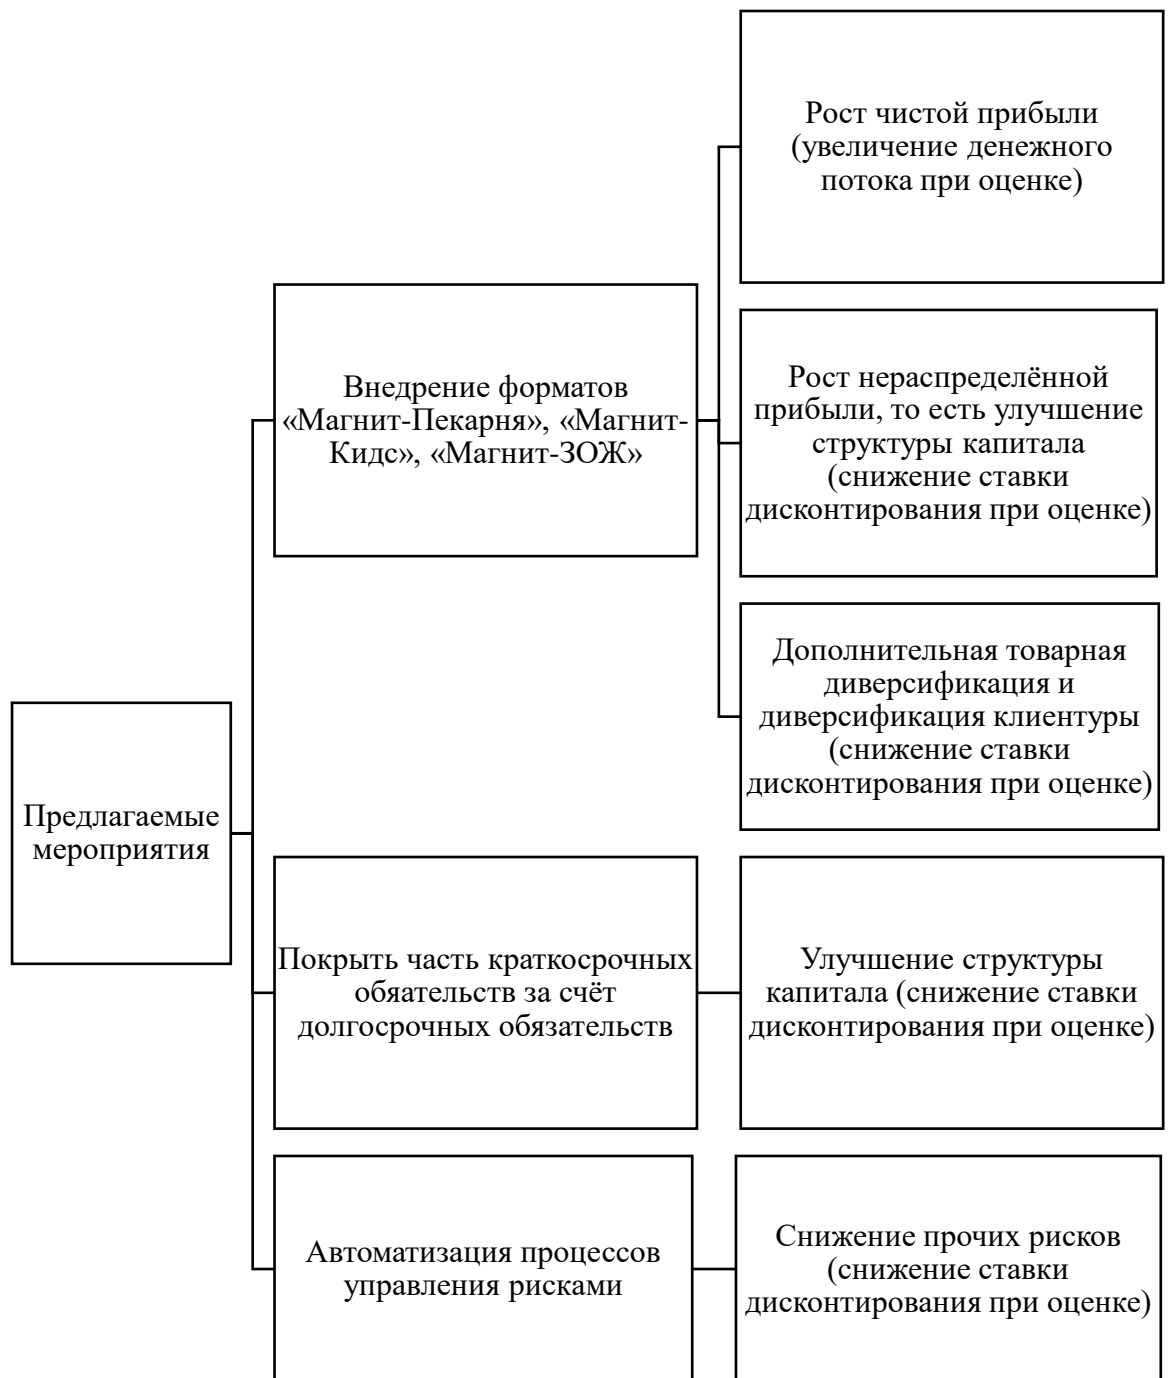 Предлагаемые
мероприятия
Внедрение форматов
«Магнит-Пекарня», «Магнит-
Кидс», «Магнит-ЗОЖ»
Рост чистой прибыли
(увеличение денежного
потока при оценке)
Рост нераспределённой
прибыли, то есть улучшение
структуры капитала
(снижение ставки
дисконтирования при оценке)
Дополнительная товарная
диверсификация и
диверсификация клиентуры
(снижение ставки
дисконтирования при оценке)
Покрыть часть краткосрочных
обяательств за счёт
долгосрочных обязательств
Улучшение структуры
капитала (снижение ставки
дисконтирования при оценке)
Автоматизация процессов
управления рисками
Снижение прочих рисков
(снижение ставки
дисконтирования при оценке)